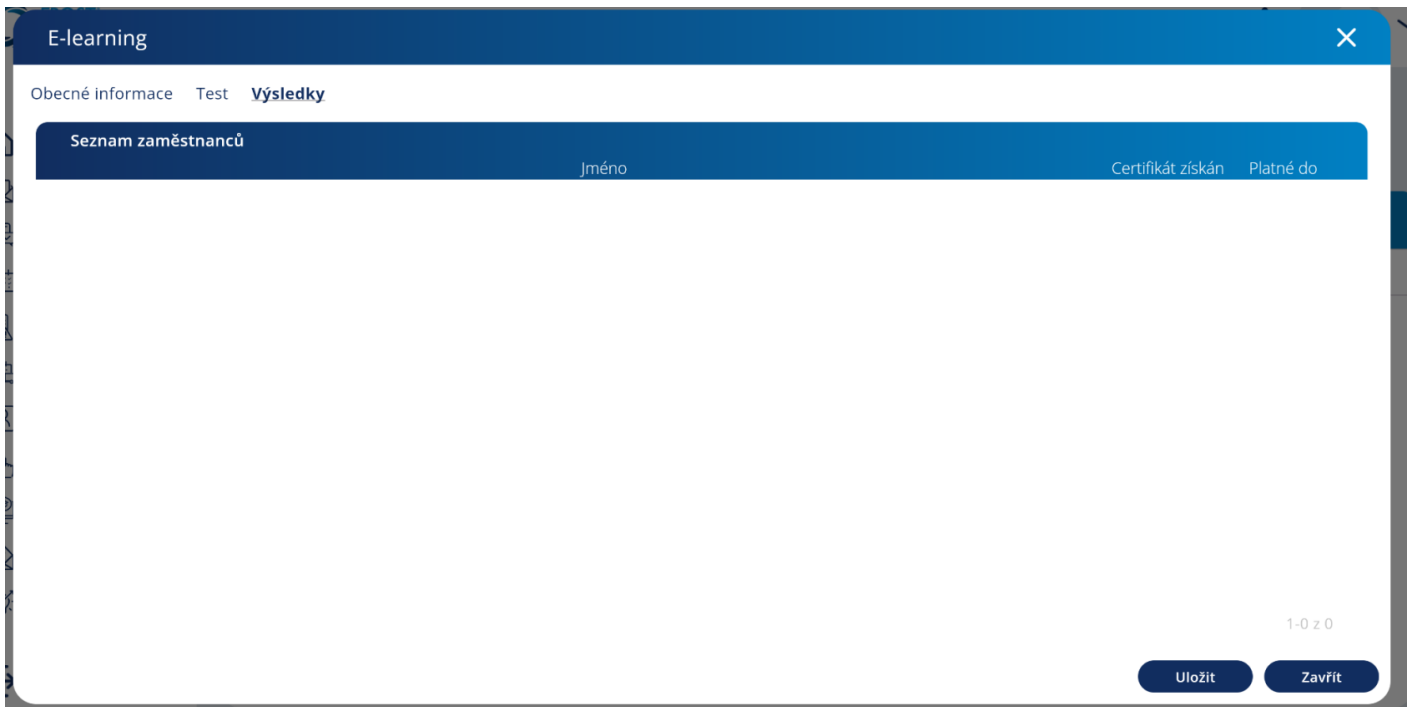 E-learning
Obecné informace Test Výsledky
Seznam zaměstnanců
Jméno Certifikát získán Platné do
1-0 z 0
Uložit Zavřít